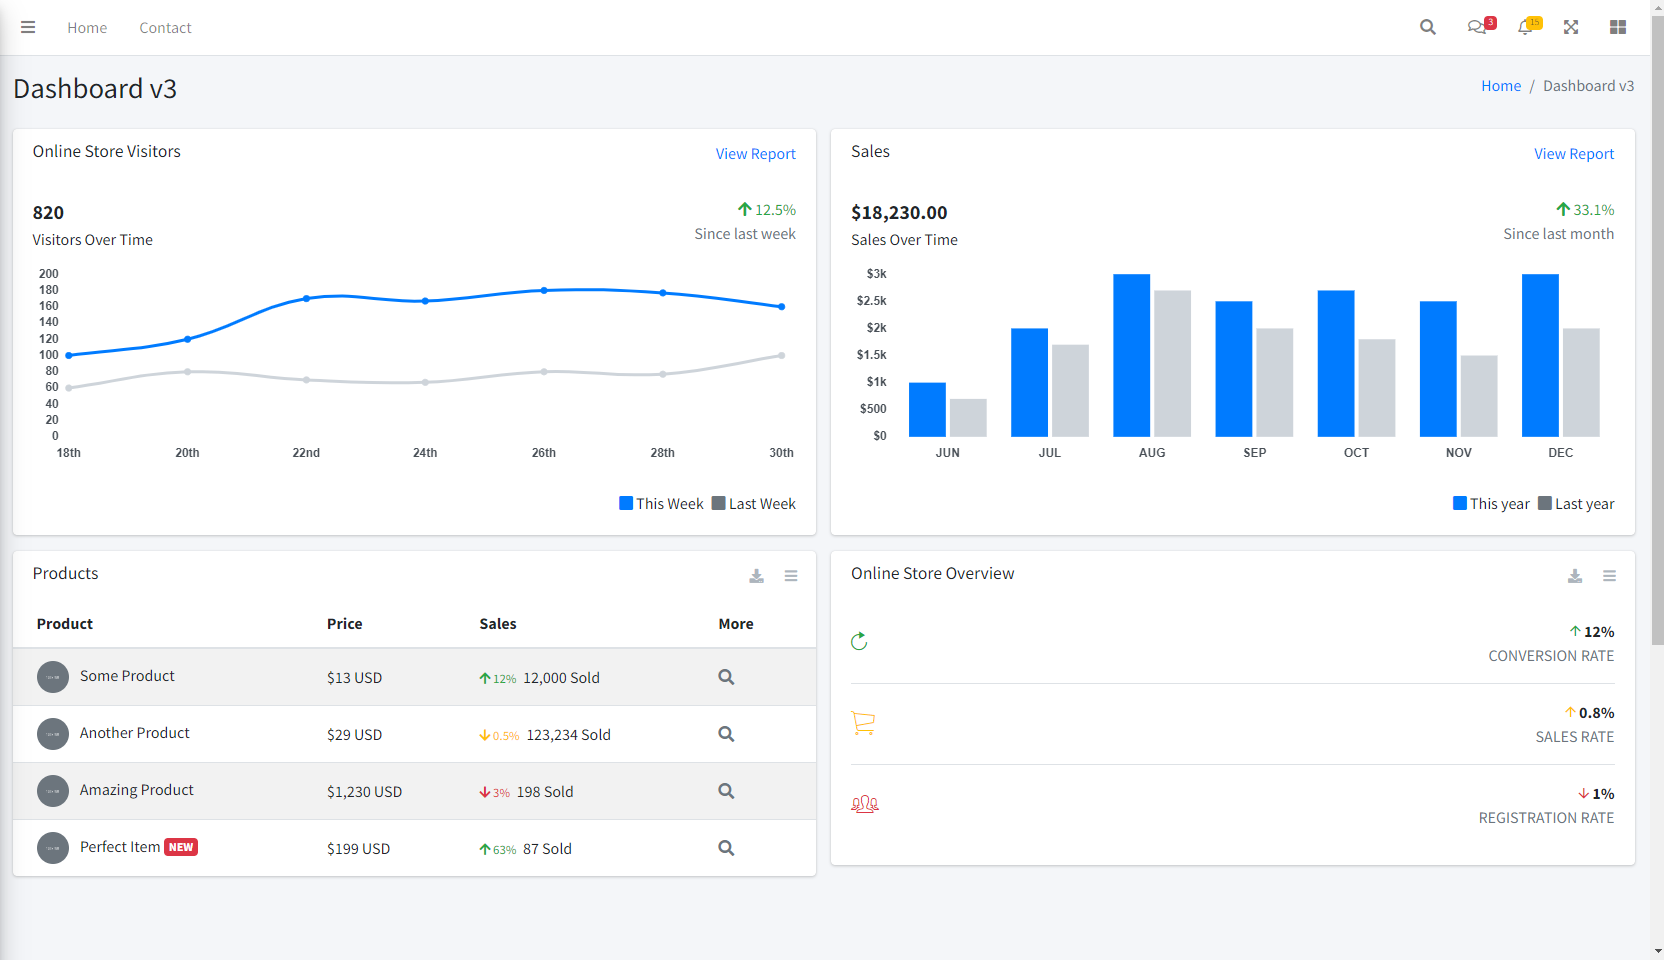 Home Contact 3 15
Dashboard v3
Home / Dashboard v3
Online Store Visitors
View Report
820
Visitors Over Time
12.5%
Since last week
200
180
160
140
120
100
80
60
40
20
0
18th 20th 22nd 24th 26th 28th 30th
This Week Last Week
Sales
View Report
$18,230.00
Sales Over Time
33.1%
Since last month
$3k
$2.5k
$2k
$1.5k
$1k
$500
$0
JUN JUL AUG SEP OCT NOV DEC
This year Last year
Products
Product Price Sales More
Some Product $13 USD 12% 12,000 Sold
Another Product $29 USD 0.5% 123,234 Sold
Amazing Product $1,230 USD 3% 198 Sold
Perfect Item NEW $199 USD 63% 87 Sold
Online Store Overview
12%
CONVERSION RATE
0.8%
SALES RATE
1%
REGISTRATION RATE